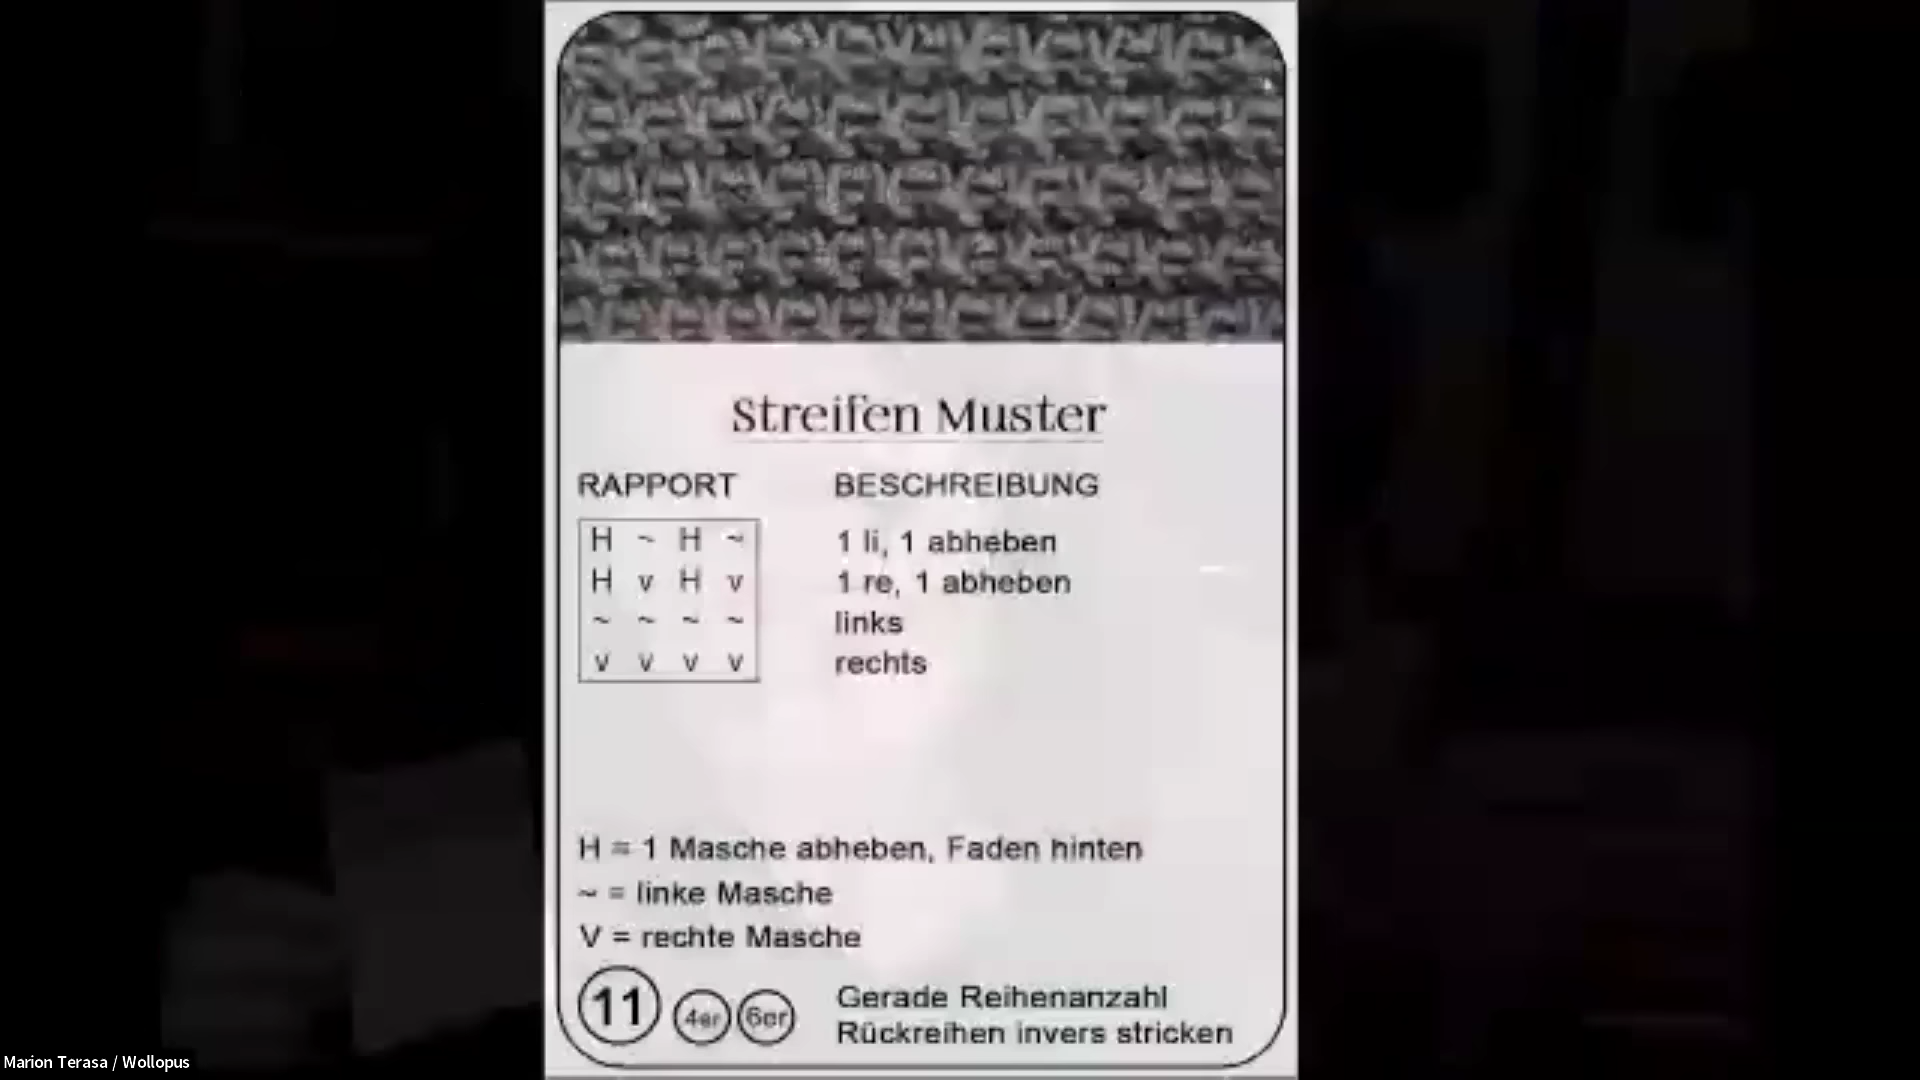 Streifen Muster
RAPPORT BESCHREIBUNG
H ~ H ~ 1 li, 1 abheben
H v H v 1 re, 1 abheben
~ ~ ~ ~ links
v v v v rechts
H = 1 Masche abheben, Faden hinten
~ = linke Masche
V = rechte Masche
11 4er 6er
Gerade Reihenanzahl
Rückreihen invers stricken
Marion Terasa / Wollopus